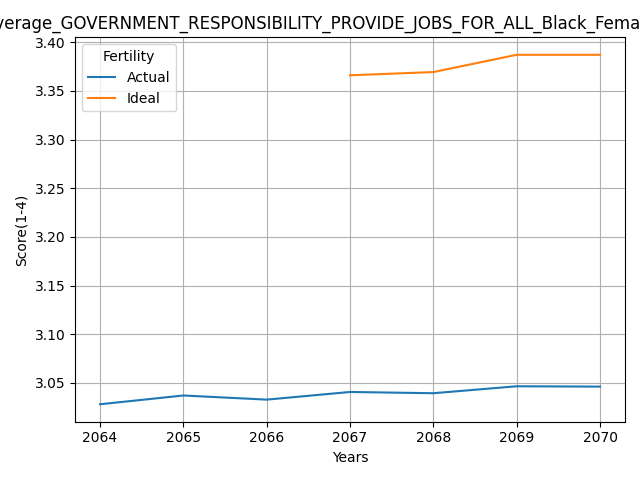 verage_GOVERNMENT_RESPONSIBILITY_PROVIDE_JOBS_FOR_ALL_Black_Fema
Fertility
Actual
Ideal
3.40
3.35
3.30
3.25
3.20
3.15
3.10
3.05
Score(1-4)
2064 2065 2066 2067 2068 2069 2070
Years